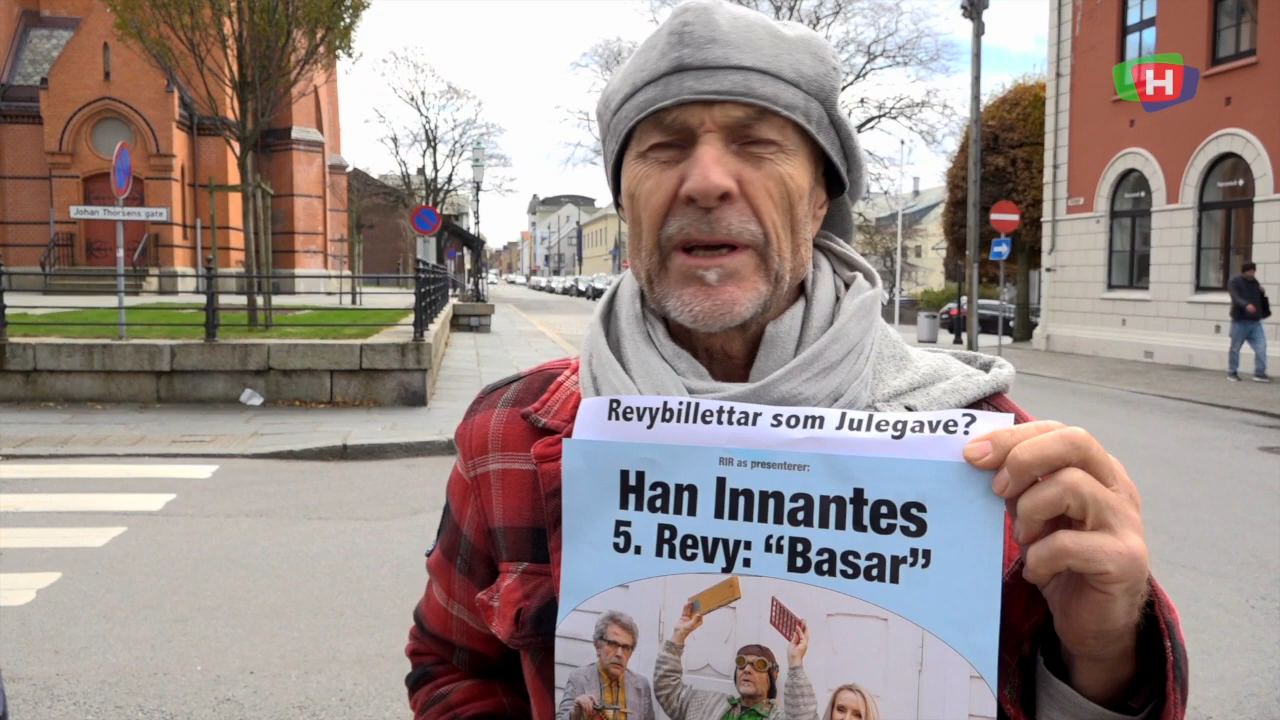 H
Johan Thorsens gate
Revybillettar som Julegave?
RIR as presenterer:
Han Innantes
5. Revy: “Basar”